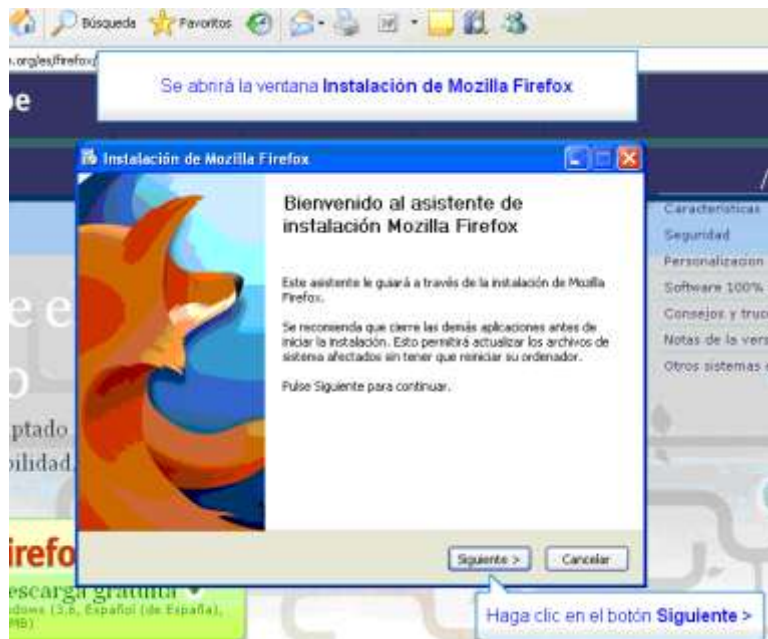 Búsqueda Favoritos
.org/es/firefox/
Se abrirá la ventana Instalación de Mozilla Firefox
Instalación de Mozilla Firefox
Bienvenido al asistente de
instalación Mozilla Firefox
Este asistente le guiará a través de la instalación de Mozilla
Firefox.
Se recomienda que cierre las demás aplicaciones antes de
iniciar la instalación. Esto permitirá actualizar los archivos de
sistema afectados sin tener que reiniciar su ordenador.
Pulse Siguiente para continuar.
Siguiente > Cancelar
Haga clic en el botón Siguiente >
Características
Seguridad
Personalización
Software 100%
Consejos y truc
Notas de la vers
Otros sistemas
ptado
bilidad.
irefo
escarga gratuita
dows (3.6, Español (de España),
MB)